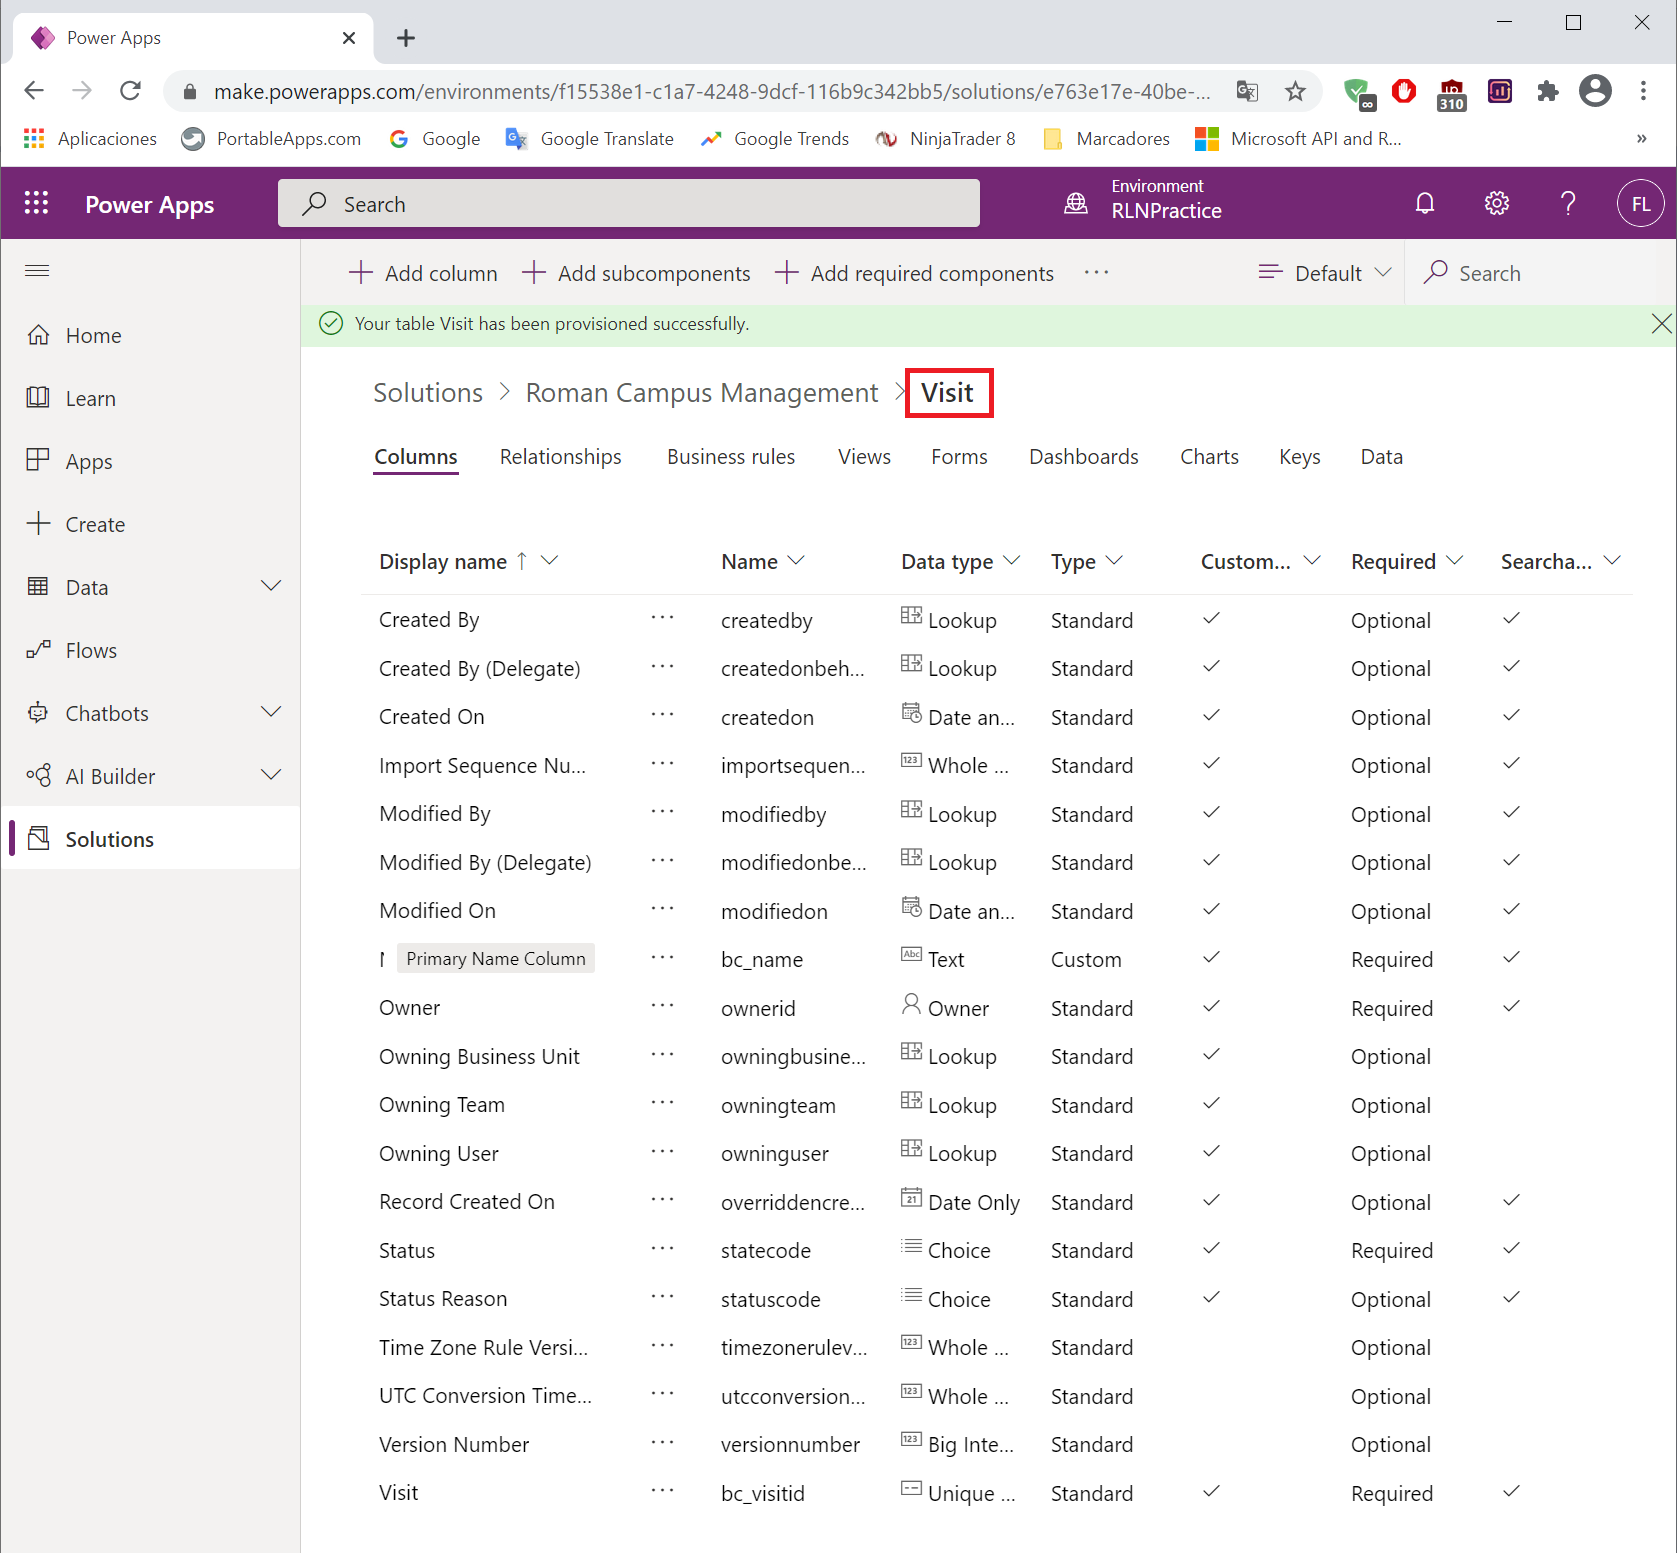 Power Apps
make.powerapps.com/environments/f15538e1-c1a7-4248-9dcf-116b9c342bb5/solutions/e763e17e-40be-...
∞
310
Aplicaciones PortableApps.com Google Google Translate Google Trends NinjaTrader 8 Marcadores Microsoft API and R... »
Power Apps Search Environment RLNPractice ? FL
Add column Add subcomponents Add required components ··· Default Search
Your table Visit has been provisioned successfully.
Home
Learn
Apps
Create
Data
Flows
Chatbots
AI Builder
Solutions
Solutions > Roman Campus Management > Visit
Columns Relationships Business rules Views Forms Dashboards Charts Keys Data
Display name ↑ Name Data type Type Custom... Required Searcha...
Created By ··· createdby Lookup Standard ✓ Optional ✓
Created By (Delegate) ··· createdonbeh... Lookup Standard ✓ Optional ✓
Created On ··· createdon Date an... Standard ✓ Optional ✓
Import Sequence Nu... ··· importsequen... 123 Whole ... Standard ✓ Optional ✓
Modified By ··· modifiedby Lookup Standard ✓ Optional ✓
Modified By (Delegate) ··· modifiedonbe... Lookup Standard ✓ Optional ✓
Modified On ··· modifiedon Date an... Standard ✓ Optional ✓
Primary Name Column ··· bc_name Abc Text Custom ✓ Required ✓
Owner ··· ownerid Owner Standard ✓ Required ✓
Owning Business Unit ··· owningbusine... Lookup Standard ✓ Optional
Owning Team ··· owningteam Lookup Standard ✓ Optional
Owning User ··· owninguser Lookup Standard ✓ Optional
Record Created On ··· overriddencre... 21 Date Only Standard ✓ Optional ✓
Status ··· statecode Choice Standard ✓ Required ✓
Status Reason ··· statuscode Choice Standard ✓ Optional ✓
Time Zone Rule Versi... ··· timezonerulev... 123 Whole ... Standard Optional
UTC Conversion Time... ··· utcconversion... 123 Whole ... Standard Optional
Version Number ··· versionnumber 123 Big Inte... Standard Optional
Visit ··· bc_visitid Unique ... Standard ✓ Required ✓